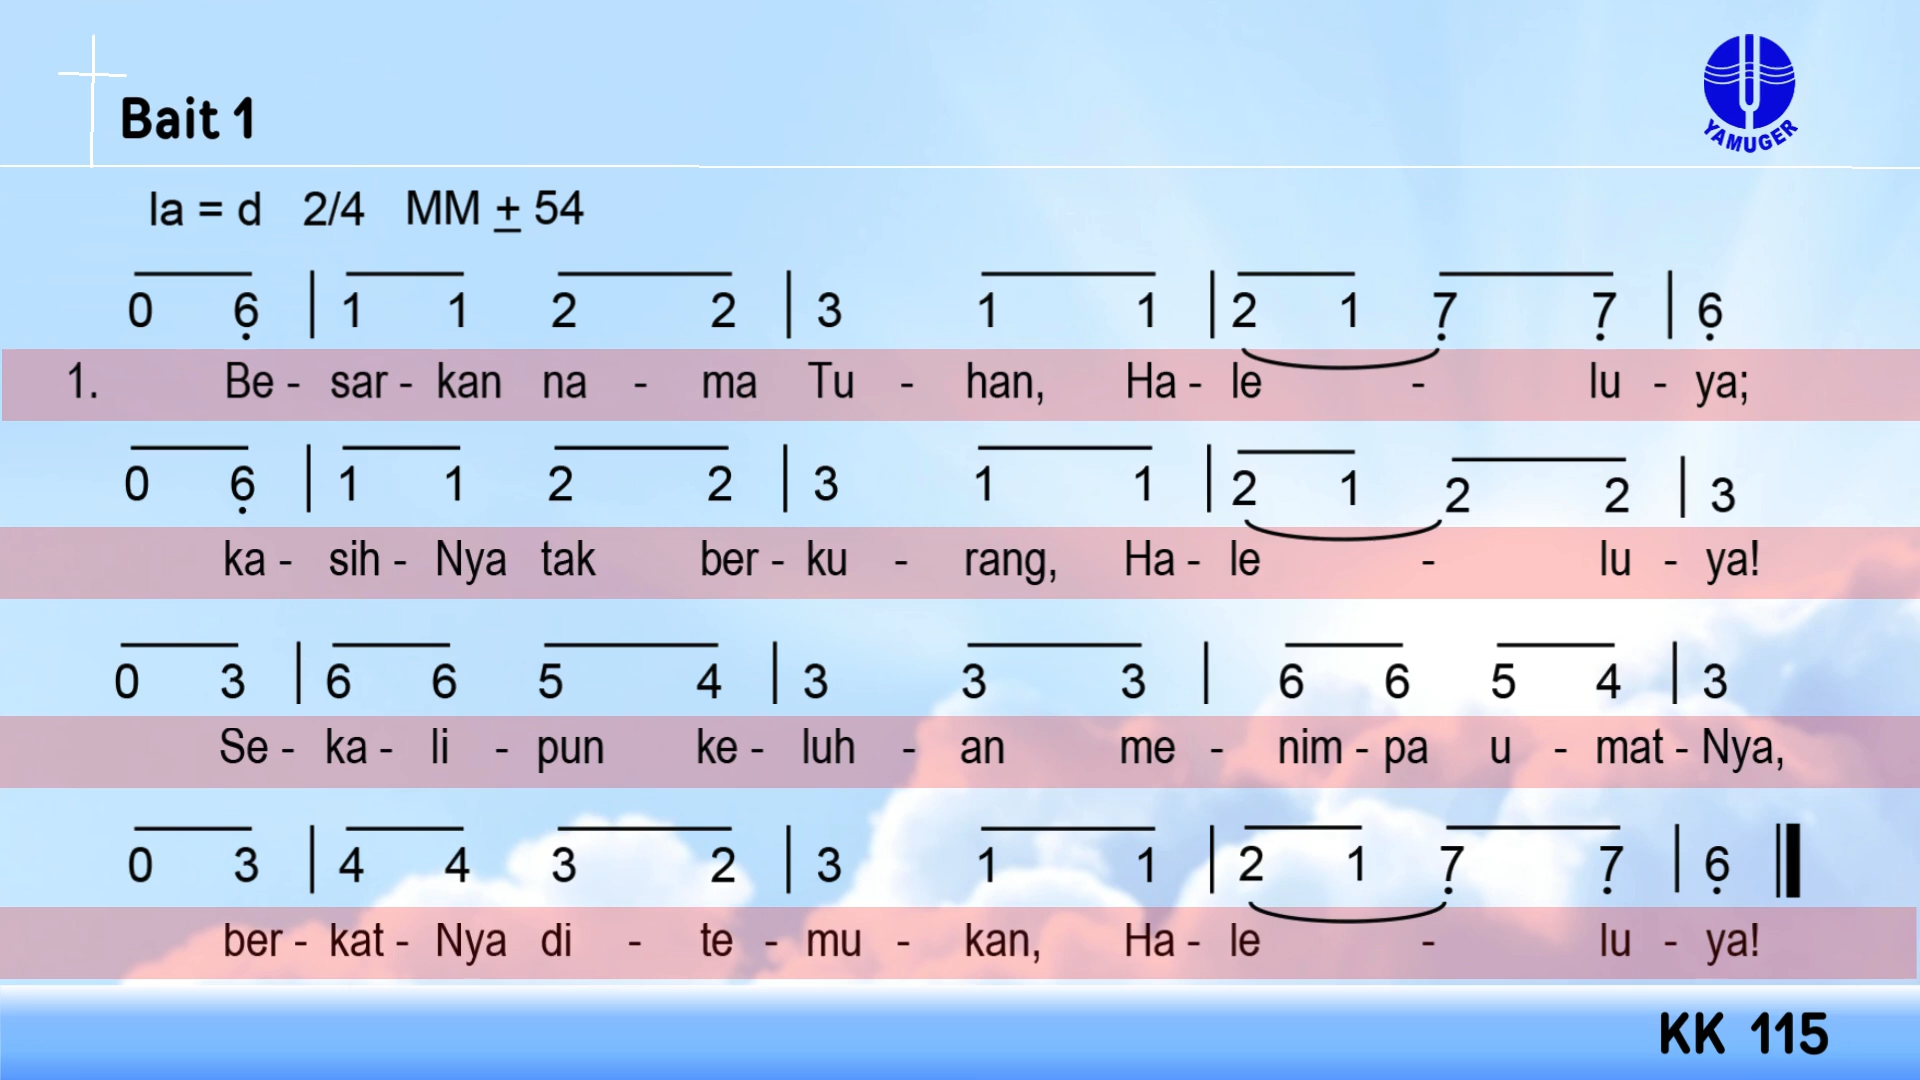 Bait 1
YAMUGER
la = d 2/4 MM ± 54
0 6̣ | 1 1 2 2 | 3 1 1 | 2 1 7̣ 7̣ | 6̣
1. Be - sar - kan na - ma Tu - han, Ha - le - lu - ya;
0 6̣ | 1 1 2 2 | 3 1 1 | 2 1 2 2 | 3
ka - sih - Nya tak ber - ku - rang, Ha - le - lu - ya!
0 3 | 6 6 5 4 | 3 3 3 | 6 6 5 4 | 3
Se - ka - li - pun ke - luh - an me - nim - pa u - mat - Nya,
0 3 | 4 4 3 2 | 3 1 1 | 2 1 7̣ 7̣ | 6̣
ber - kat - Nya di - te - mu - kan, Ha - le - lu - ya!
KK 115